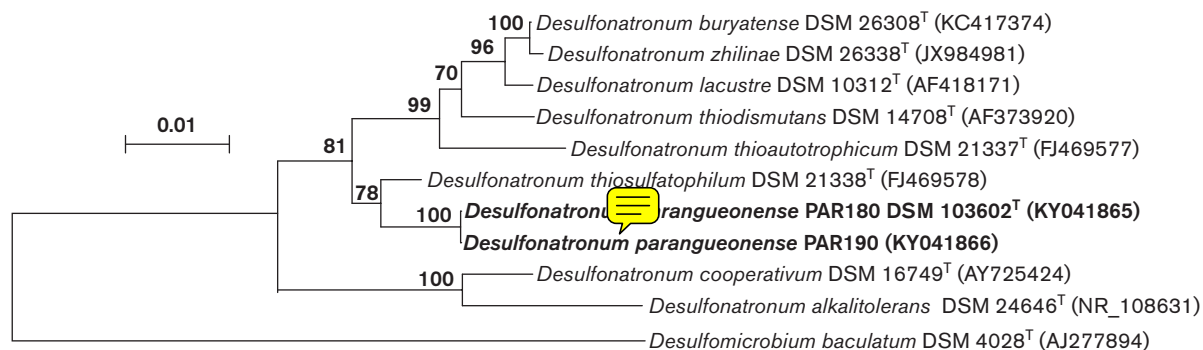 100 Desulfonatronum buryatense DSM 26308ᵀ (KC417374)
96 Desulfonatronum zhilinae DSM 26338ᵀ (JX984981)
70 Desulfonatronum lacustre DSM 10312ᵀ (AF418171)
99 Desulfonatronum thiodismutans DSM 14708ᵀ (AF373920)
0.01
81 Desulfonatronum thioautotrophicum DSM 21337ᵀ (FJ469577)
Desulfonatronum thiosulfatophilum DSM 21338ᵀ (FJ469578)
78
100 PAR180 DSM 103602ᵀ (KY041865)
Desulfonatronum parangueonense PAR190 (KY041866)
Desulfonatronum cooperativum DSM 16749ᵀ (AY725424)
100
Desulfonatronum alkalitolerans DSM 24646ᵀ (NR_108631)
Desulfomicrobium baculatum DSM 4028ᵀ (AJ277894)